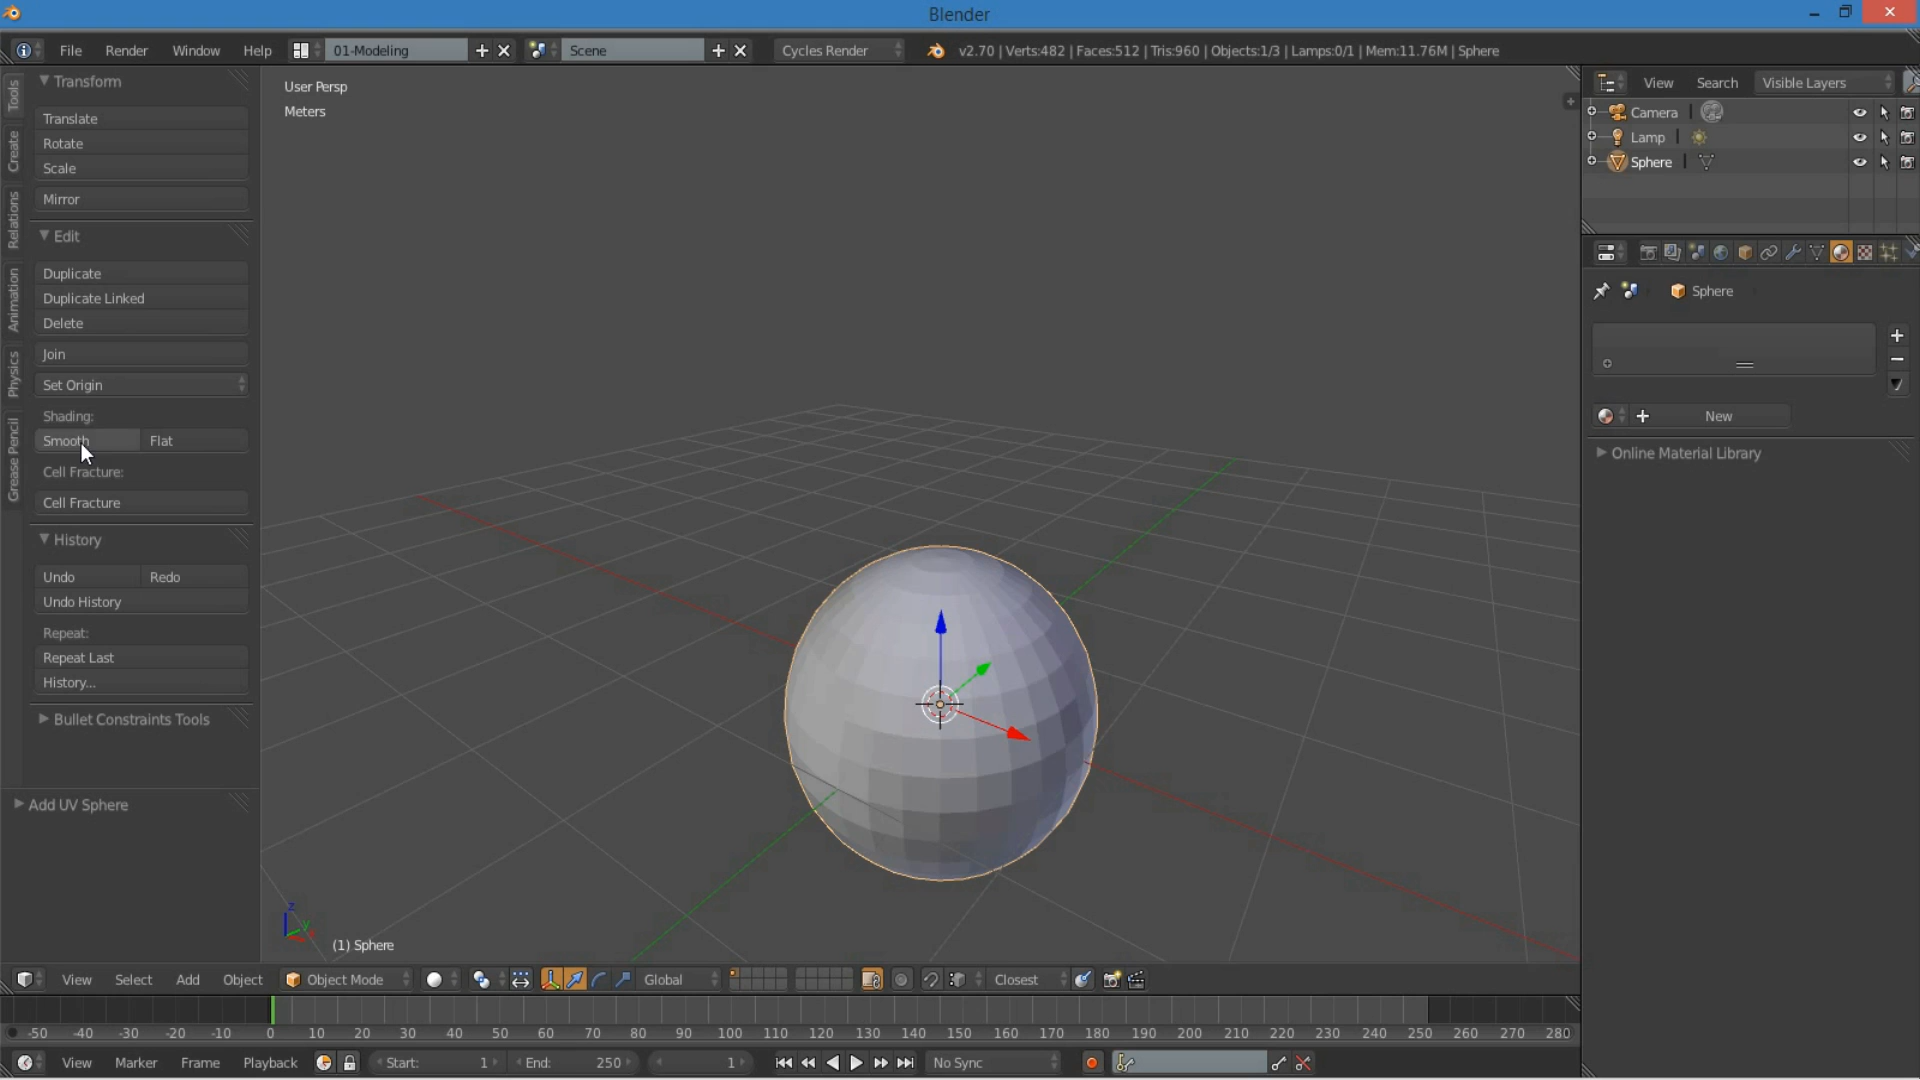 Blender
File Render Window Help 01-Modeling Scene Cycles Render v2.70 | Verts:482 | Faces:512 | Tris:960 | Objects:1/3 | Lamps:0/1 | Mem:11.76M | Sphere
Tools
Create
Relations
Animation
Physics
Grease Pencil
Transform
Translate
Rotate
Scale
Mirror
Edit
Duplicate
Duplicate Linked
Delete
Join
Set Origin
Shading:
Smooth Flat
Cell Fracture:
Cell Fracture
History
Undo Redo
Undo History
Repeat:
Repeat Last
History...
Bullet Constraints Tools
Add UV Sphere
User Persp
Meters
z
y
(1) Sphere
View Search Visible Layers
Camera
Lamp
Sphere
Sphere
New
Online Material Library
View Select Add Object Object Mode Global Closest
-50 -40 -30 -20 -10 0 10 20 30 40 50 60 70 80 90 100 110 120 130 140 150 160 170 180 190 200 210 220 230 240 250 260 270 280
View Marker Frame Playback Start: 1 End: 250 1 No Sync